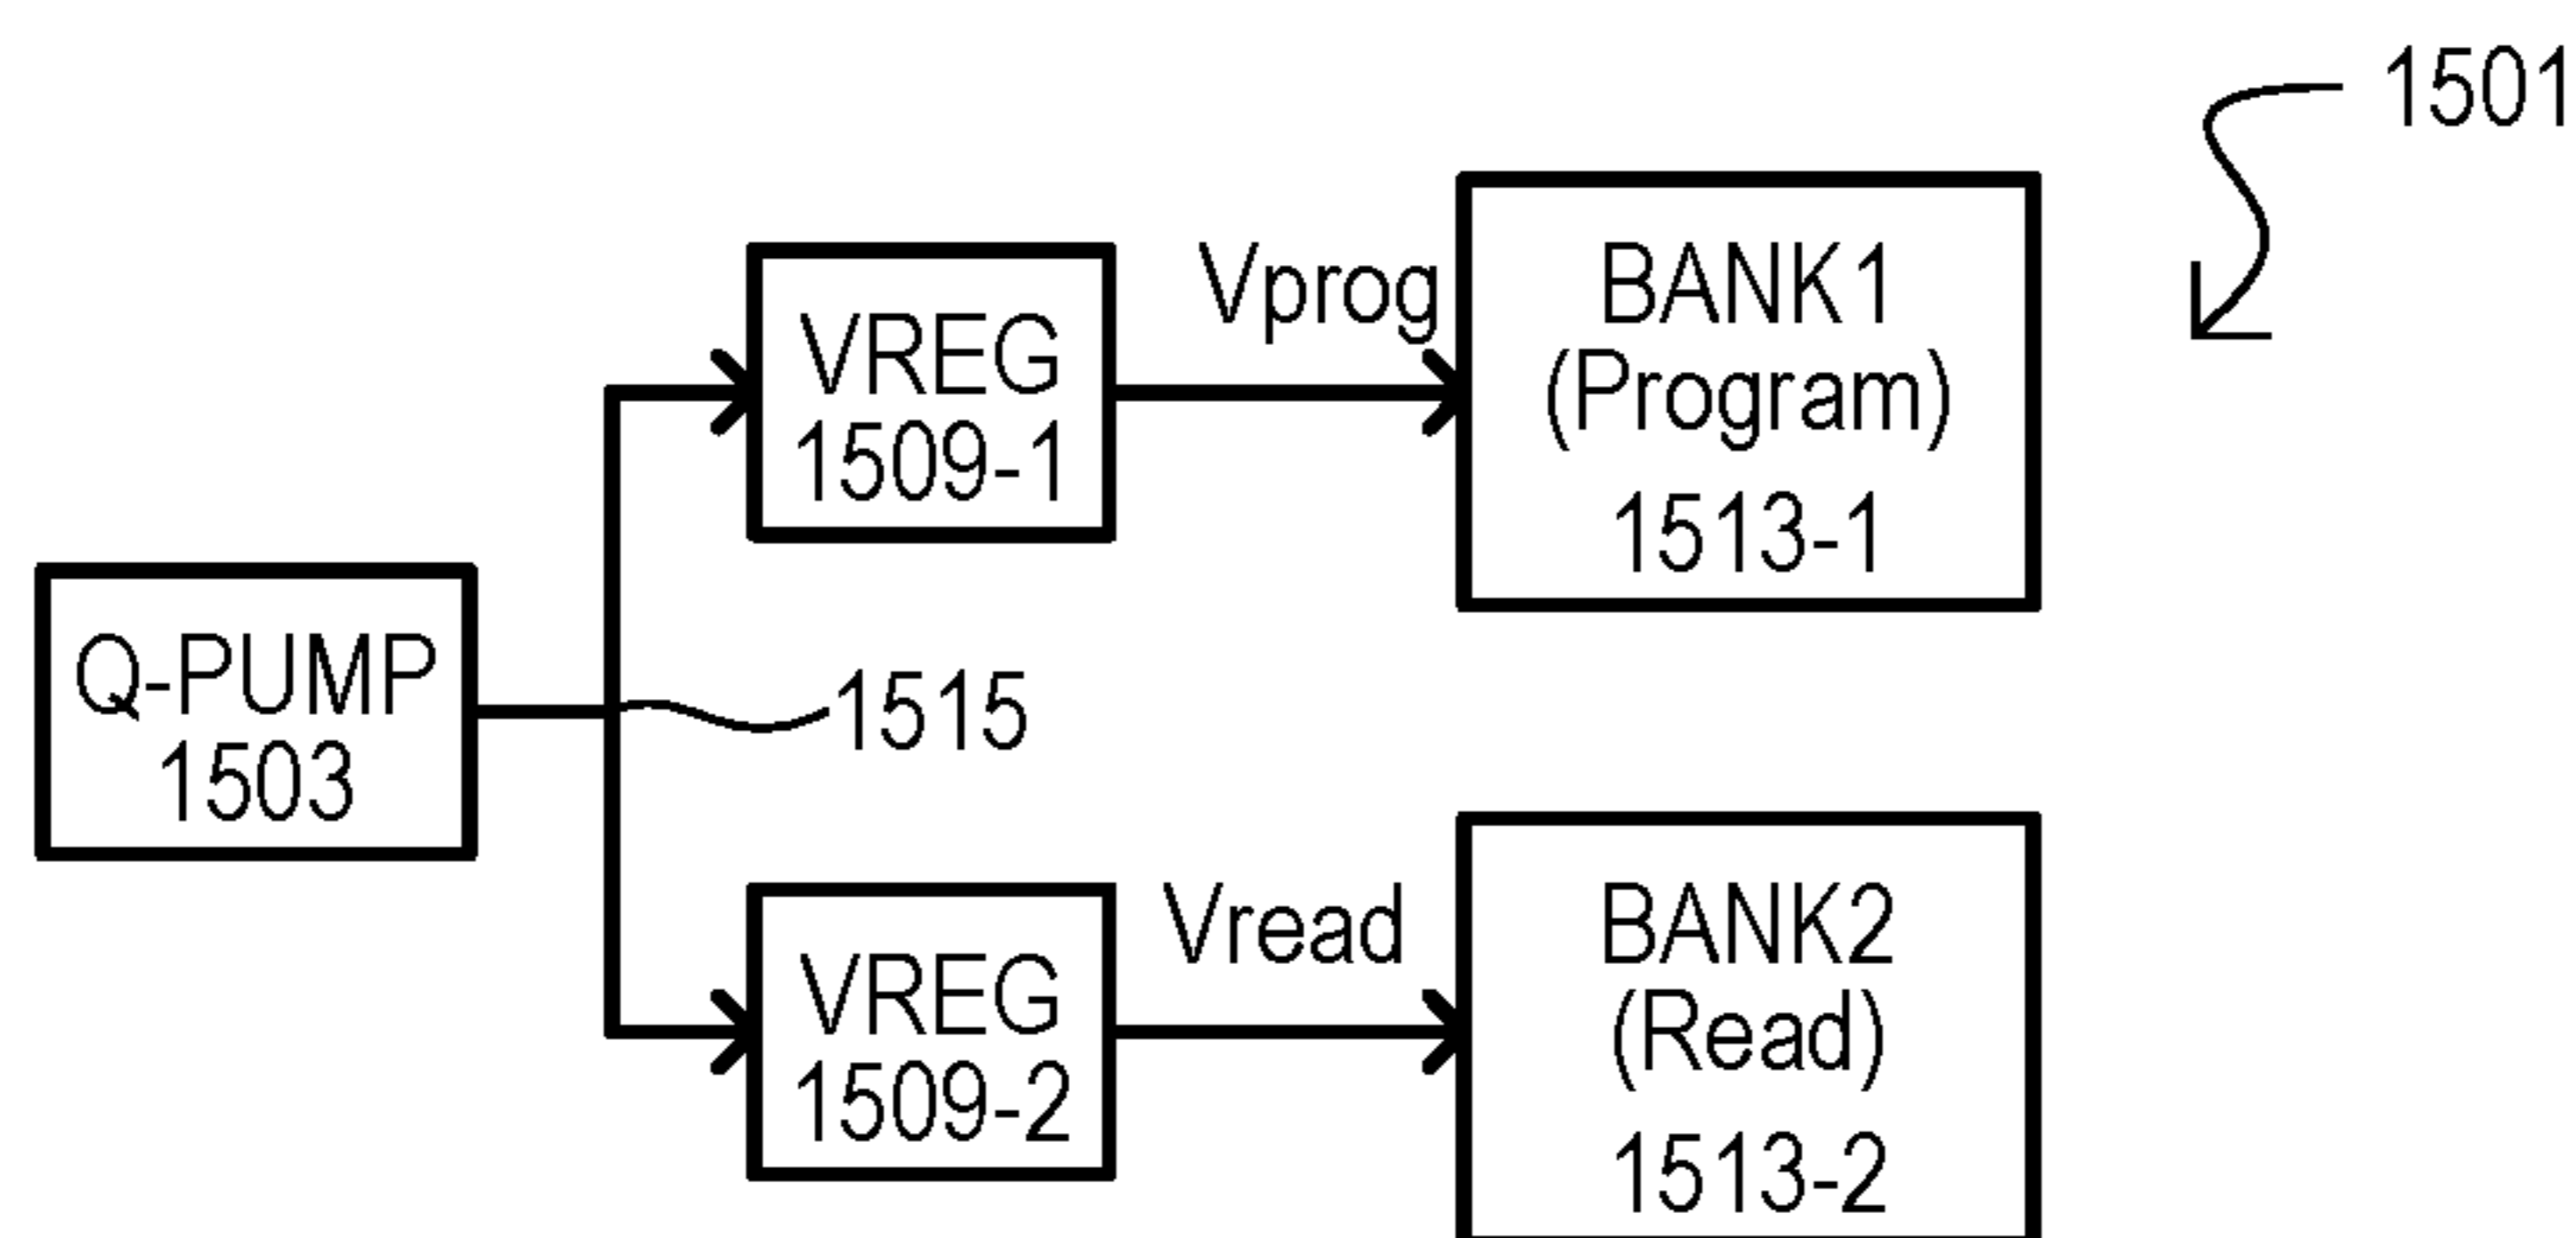 1501
Vprog
BANK1
(Program)
1513-1
VREG
1509-1
Q-PUMP
1503
1515
Vread
BANK2
(Read)
1513-2
VREG
1509-2